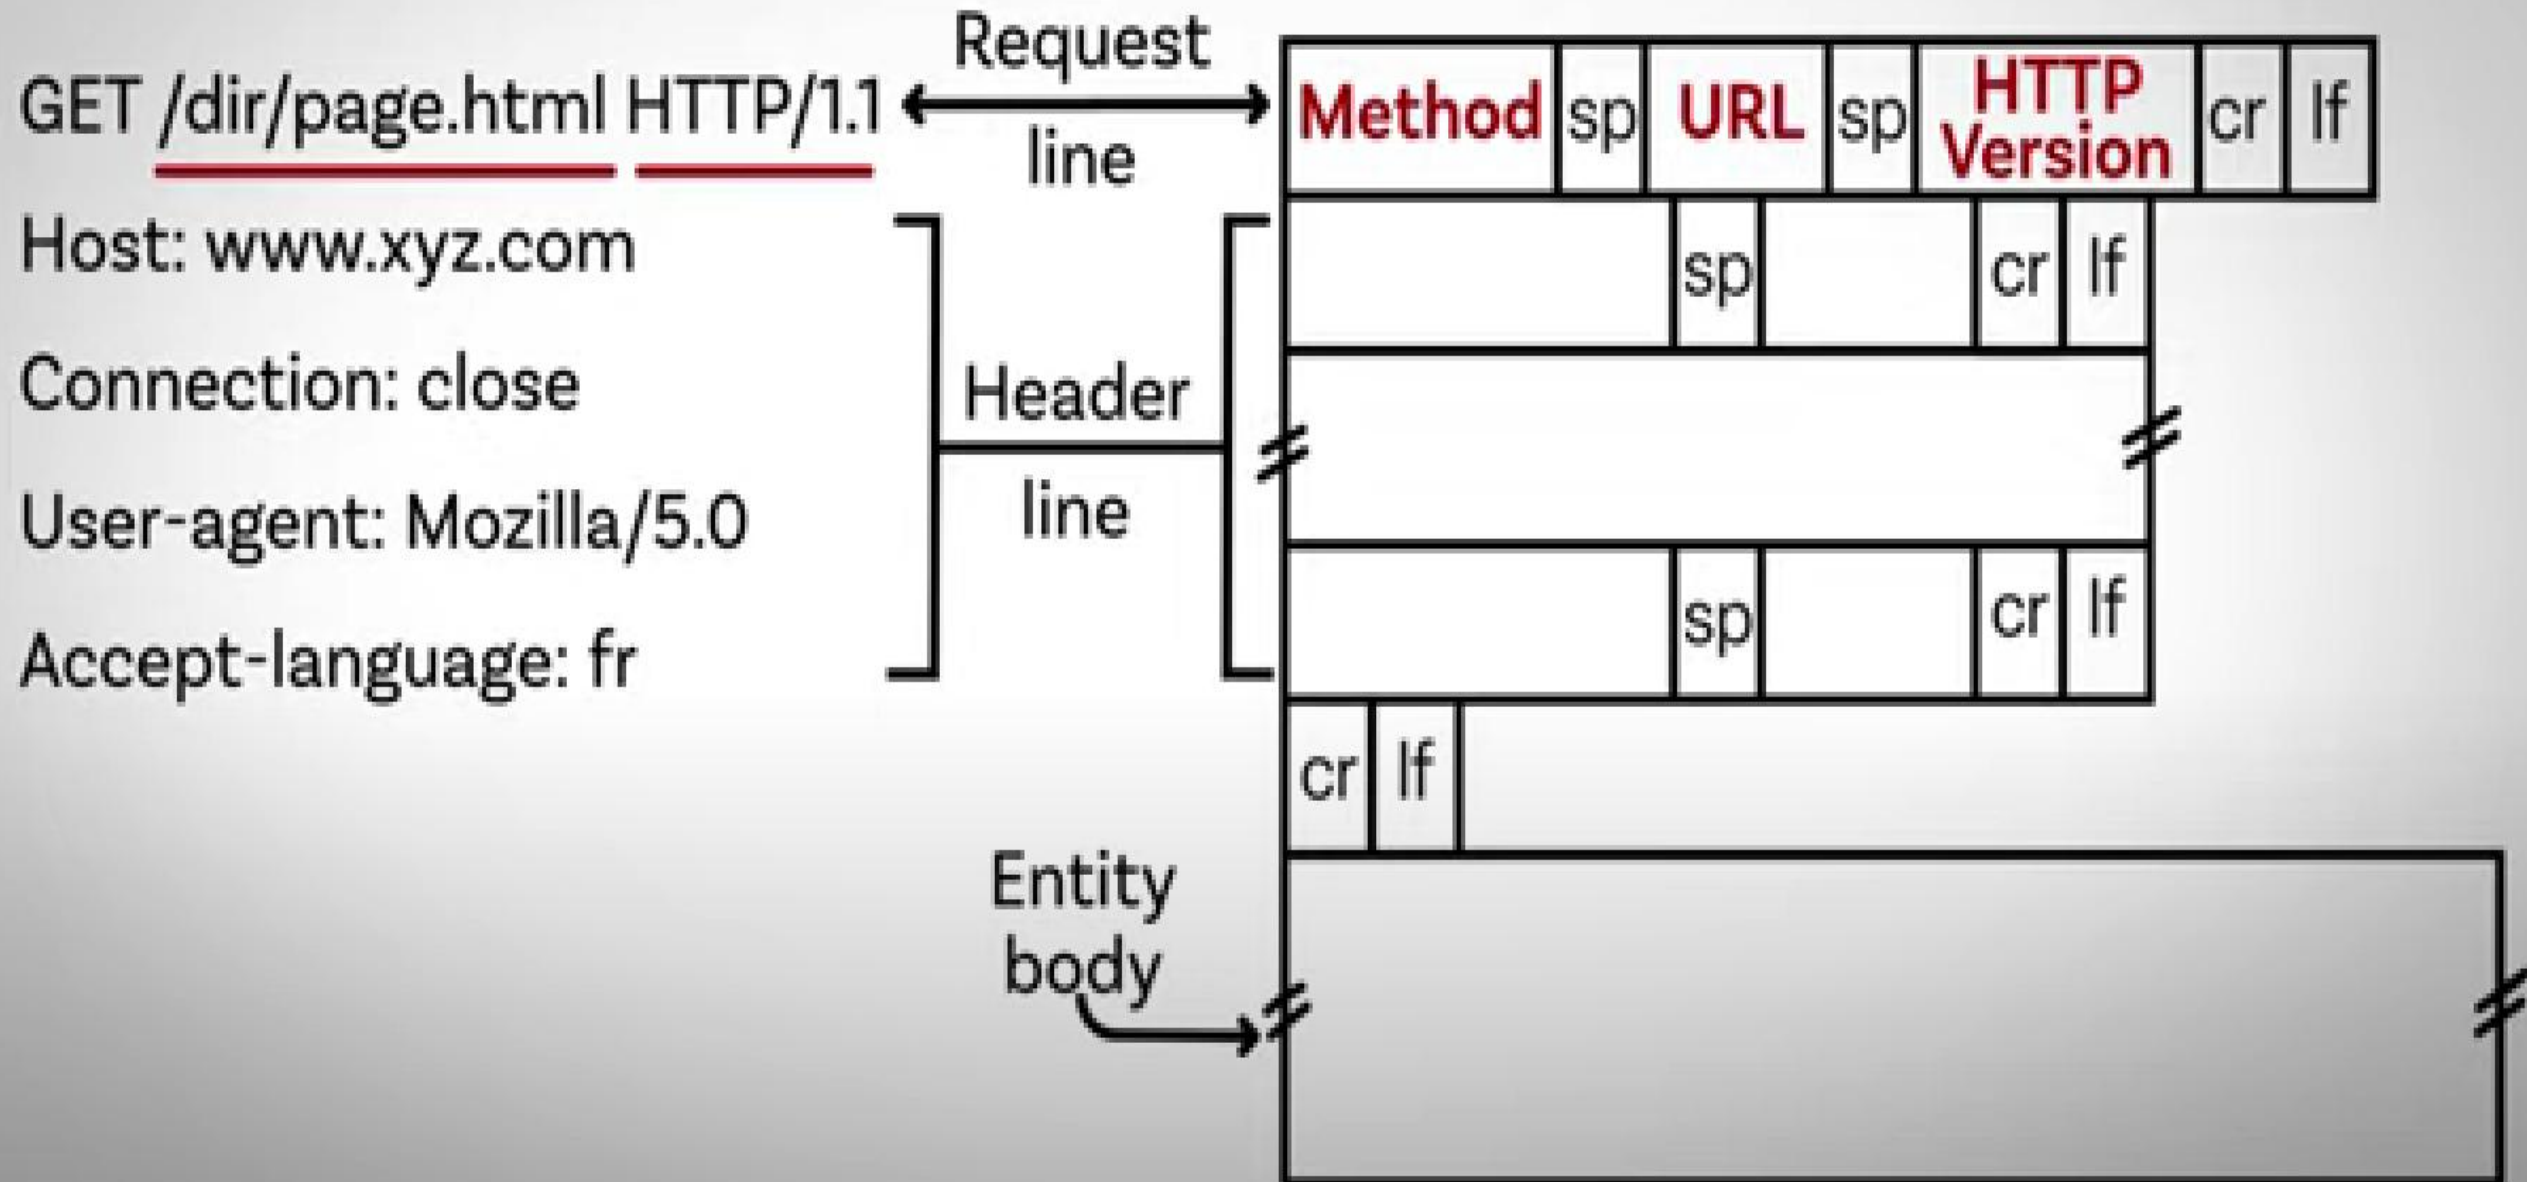 GET /dir/page.html HTTP/1.1
Request
line
Method sp URL sp HTTP Version cr lf
Host: www.xyz.com
sp cr lf
Connection: close
Header
line
User-agent: Mozilla/5.0
Accept-language: fr
sp cr lf
cr lf
Entity
body